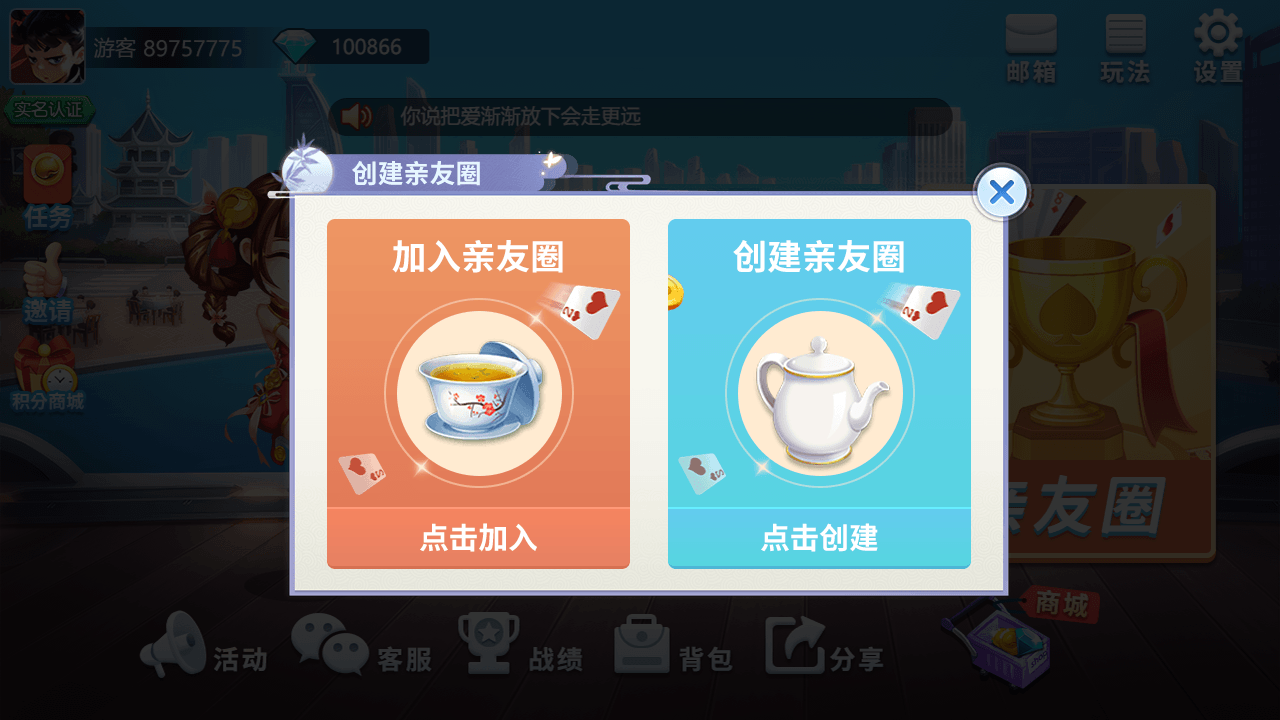 游客 89757775
100866
邮箱
玩法
设置
实名认证
你说把爱渐渐放下会走更远
创建亲友圈
任务
邀请
积分商城
加入亲友圈
点击加入
创建亲友圈
点击创建
亲友圈
商城
活动
客服
战绩
背包
分享